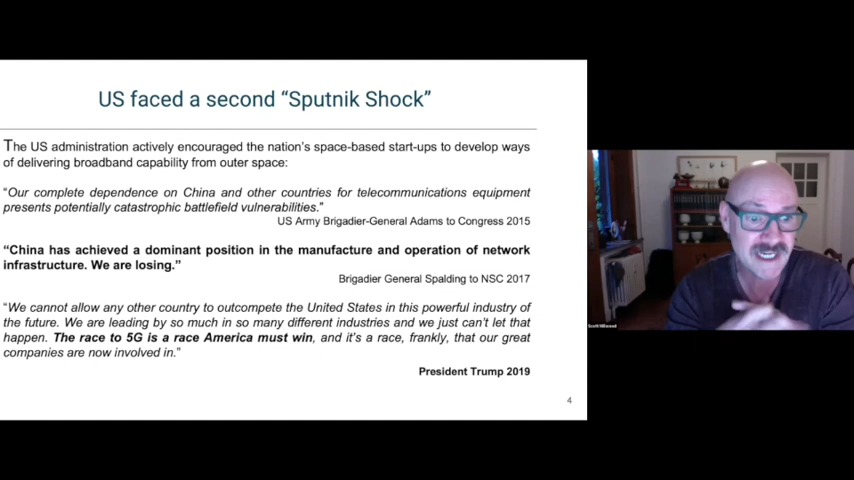 US faced a second “Sputnik Shock”
The US administration actively encouraged the nation’s space-based start-ups to develop ways
of delivering broadband capability from outer space:
“Our complete dependence on China and other countries for telecommunications equipment
presents potentially catastrophic battlefield vulnerabilities.”
US Army Brigadier-General Adams to Congress 2015
“China has achieved a dominant position in the manufacture and operation of network
infrastructure. We are losing.”
Brigadier General Spalding to NSC 2017
“We cannot allow any other country to outcompete the United States in this powerful industry of
the future. We are leading by so much in so many different industries and we just can’t let that
happen. The race to 5G is a race America must win, and it’s a race, frankly, that our great
companies are now involved in.”
President Trump 2019
4